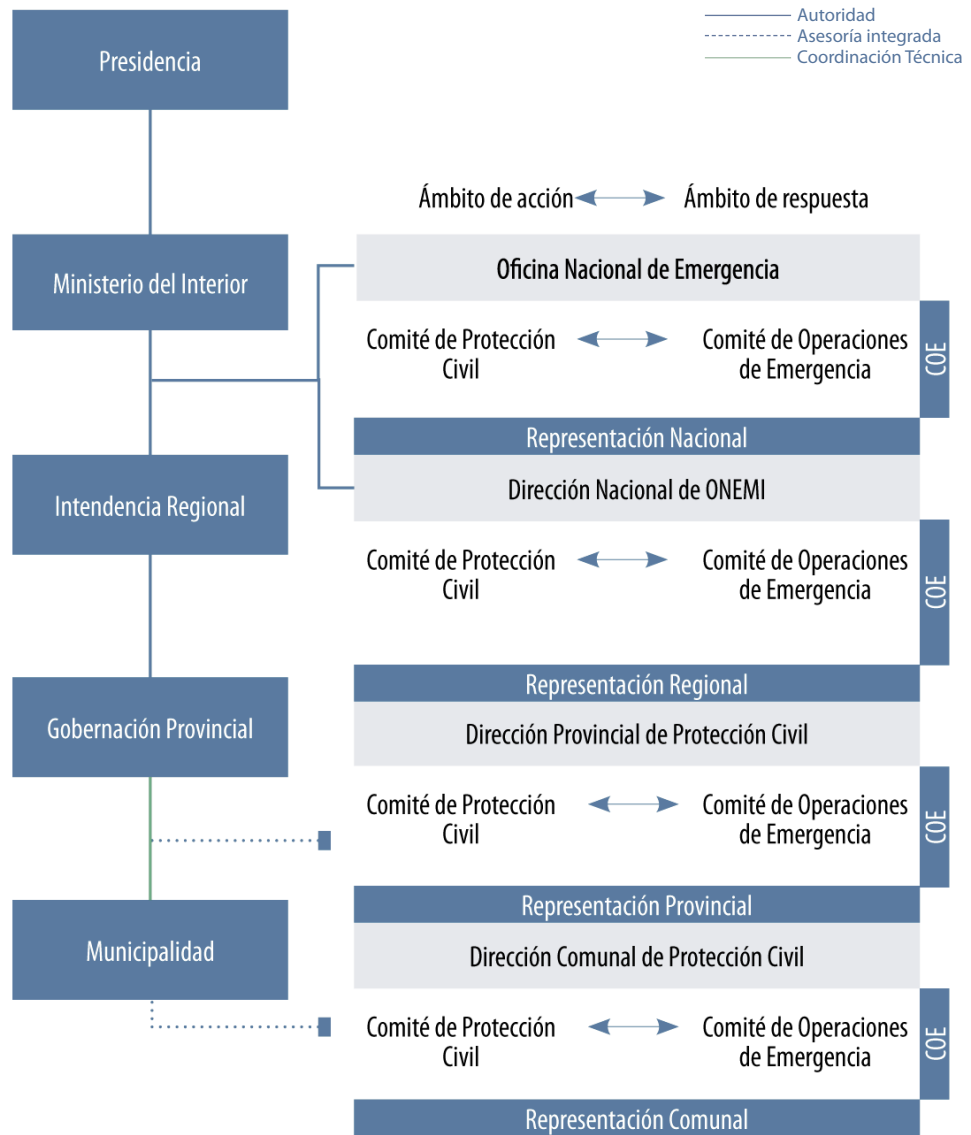 Autoridad
Asesoría integrada
Coordinación Técnica
Presidencia
Ámbito de acción
Ámbito de respuesta
Ministerio del Interior
Oficina Nacional de Emergencia
Comité de Protección
Civil
Comité de Operaciones
de Emergencia
COE
Representación Nacional
Intendencia Regional
Dirección Nacional de ONEMI
Comité de Protección
Civil
Comité de Operaciones
de Emergencia
COE
Representación Regional
Gobernación Provincial
Dirección Provincial de Protección Civil
Comité de Protección
Civil
Comité de Operaciones
de Emergencia
COE
Representación Provincial
Municipalidad
Dirección Comunal de Protección Civil
Comité de Protección
Civil
Comité de Operaciones
de Emergencia
COE
Representación Comunal